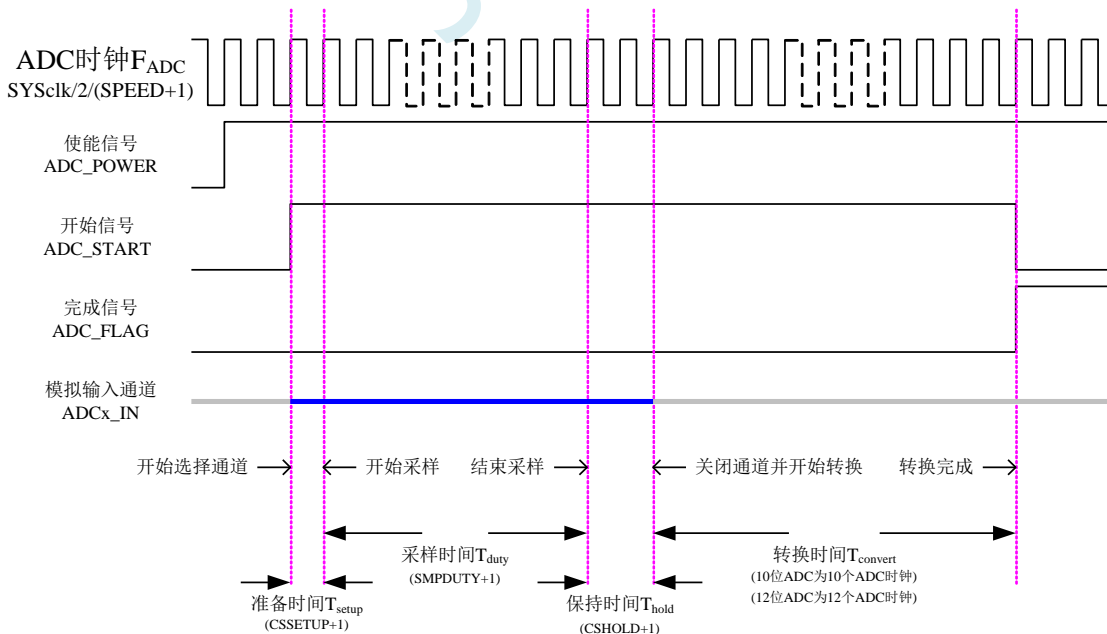 ADC时钟FADC
SYSclk/2/(SPEED+1)
使能信号
ADC_POWER
开始信号
ADC_START
完成信号
ADC_FLAG
模拟输入通道
ADCx_IN
开始选择通道
开始采样
结束采样
关闭通道并开始转换
转换完成
采样时间Tduty
(SMPDUTY+1)
转换时间Tconvert
(10位ADC为10个ADC时钟)
(12位ADC为12个ADC时钟)
准备时间Tsetup
(CSSETUP+1)
保持时间Thold
(CSHOLD+1)